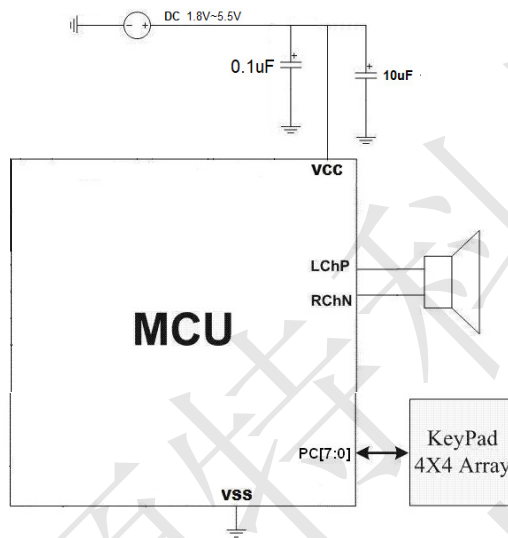 DC 1.8V~5.5V
0.1uF
10uF
VCC
LChP
RChN
MCU
PC[7:0]
KeyPad
4X4 Array
VSS